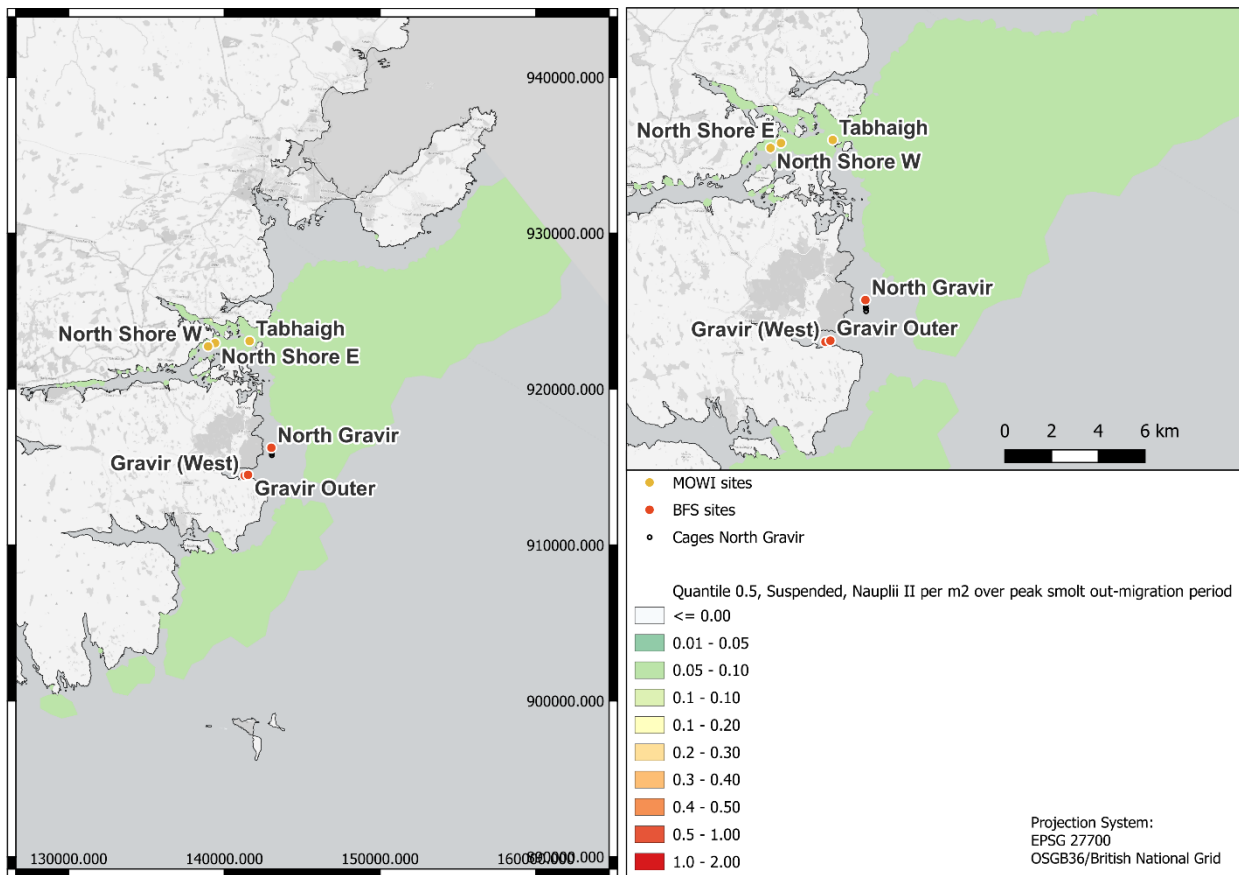 940000.000
930000.000
North Shore W
Tabhaigh
North Shore E
920000.000
North Gravir
Gravir (West)
Gravir Outer
910000.000
900000.000
130000.000
140000.000
150000.000
160000.000
North Shore E
Tabhaigh
North Shore W
North Gravir
Gravir (West)
Gravir Outer
0 2 4 6 km
MOWI sites
BFS sites
Cages North Gravir
Quantile 0.5, Suspended, Nauplii II per m2 over peak smolt out-migration period
<= 0.00
0.01 - 0.05
0.05 - 0.10
0.1 - 0.10
0.1 - 0.20
0.2 - 0.30
0.3 - 0.40
0.4 - 0.50
0.5 - 1.00
1.0 - 2.00
Projection System:
EPSG 27700
OSGB36/British National Grid